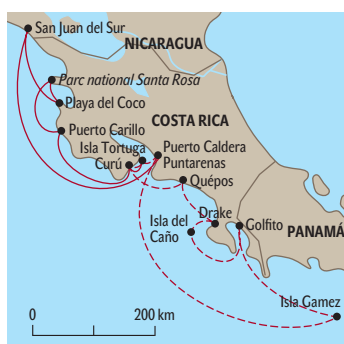 San Juan del Sur
NICARAGUA
Parc national Santa Rosa
Playa del Coco
COSTA RICA
Puerto Carillo
Isla Tortuga
Puerto Caldera
Curú
Puntarenas
Quépos
Isla del
Caño
Drake
Golfito
PANAMÁ
Isla Gamez
0 200 km